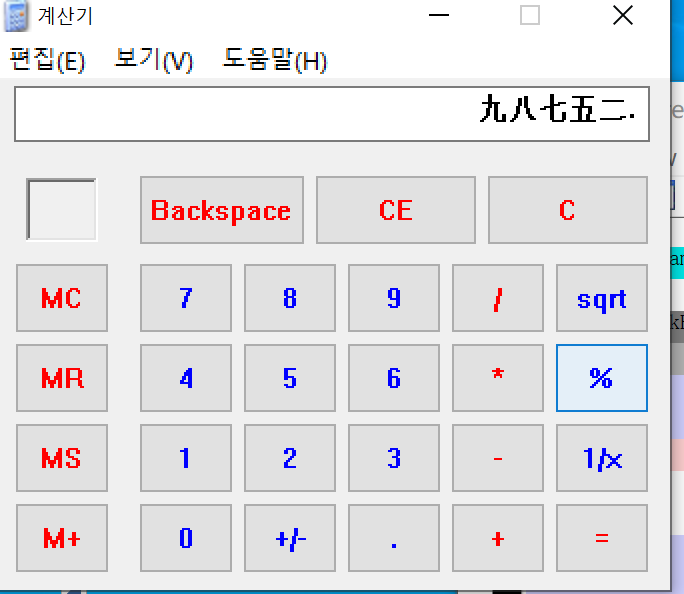 계산기
편집(E) 보기(V) 도움말(H)
九八七五二.
Backspace CE C
MC 7 8 9 / sqrt
MR 4 5 6 * %
MS 1 2 3 - 1/x
M+ 0 +/- . + =